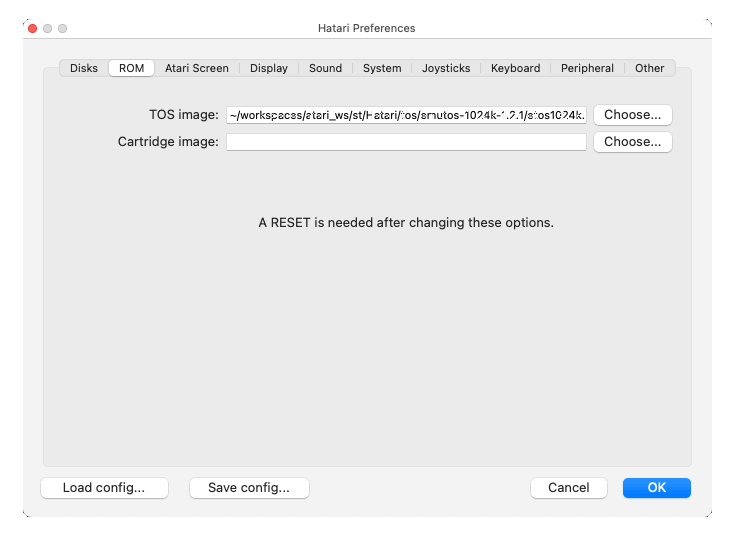 Hatari Preferences
Disks ROM Atari Screen Display Sound System Joysticks Keyboard Peripheral Other
TOS image: ~/workspaces/atari_ws/st/Hatari/tos/emutos-1024k-1.2.1/etos1024k. Choose...
Cartridge image: Choose...
A RESET is needed after changing these options.
Load config... Save config... Cancel OK